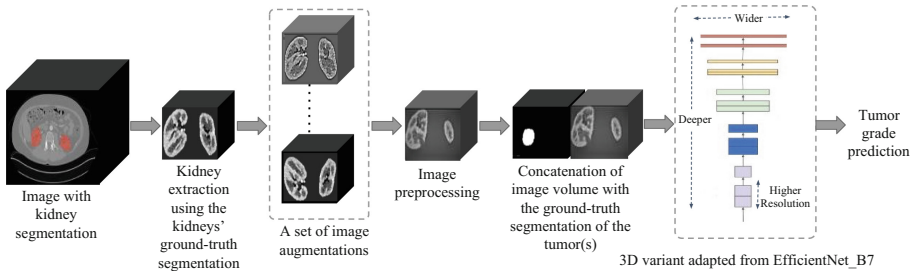 Image with
kidney
segmentation
Kidney
extraction
using the
kidneys'
ground-truth
segmentation
A set of image
augmentations
Image
preprocessing
Concatenation of
image volume with
the ground-truth
segmentation of the
tumor(s)
Wider
Deeper
Higher
Resolution
3D variant adapted from EfficientNet_B7
Tumor
grade
prediction